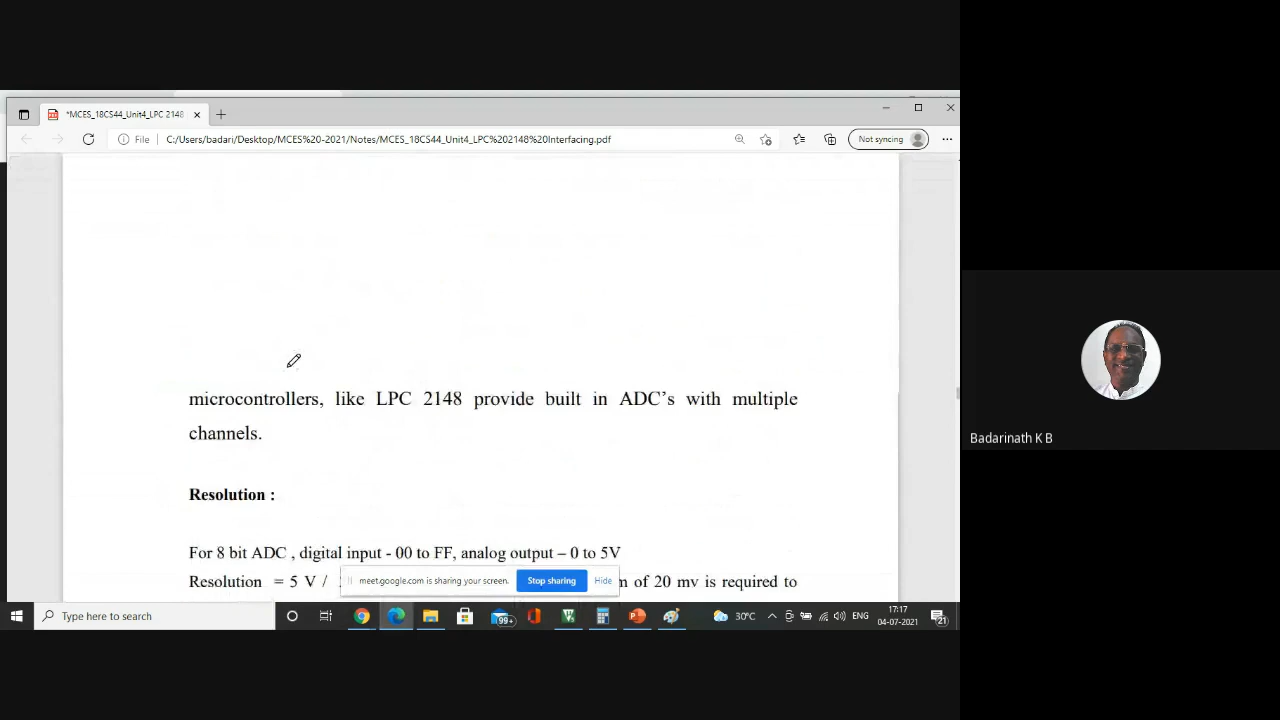 *MCES_18CS44_Unit4_LPC 2148
File
C:/Users/badari/Desktop/MCES%20-2021/Notes/MCES_18CS44_Unit4_LPC%202148%20Interfacing.pdf
Not syncing
microcontrollers, like LPC 2148 provide built in ADC's with multiple
channels.
Resolution :
For 8 bit ADC , digital input - 00 to FF, analog output – 0 to 5V
Resolution = 5 V / of 20 mv is required to
meet.google.com is sharing your screen.
Stop sharing
Hide
Badarinath K B
Type here to search
99+
30°C
ENG
17:17
04-07-2021
21